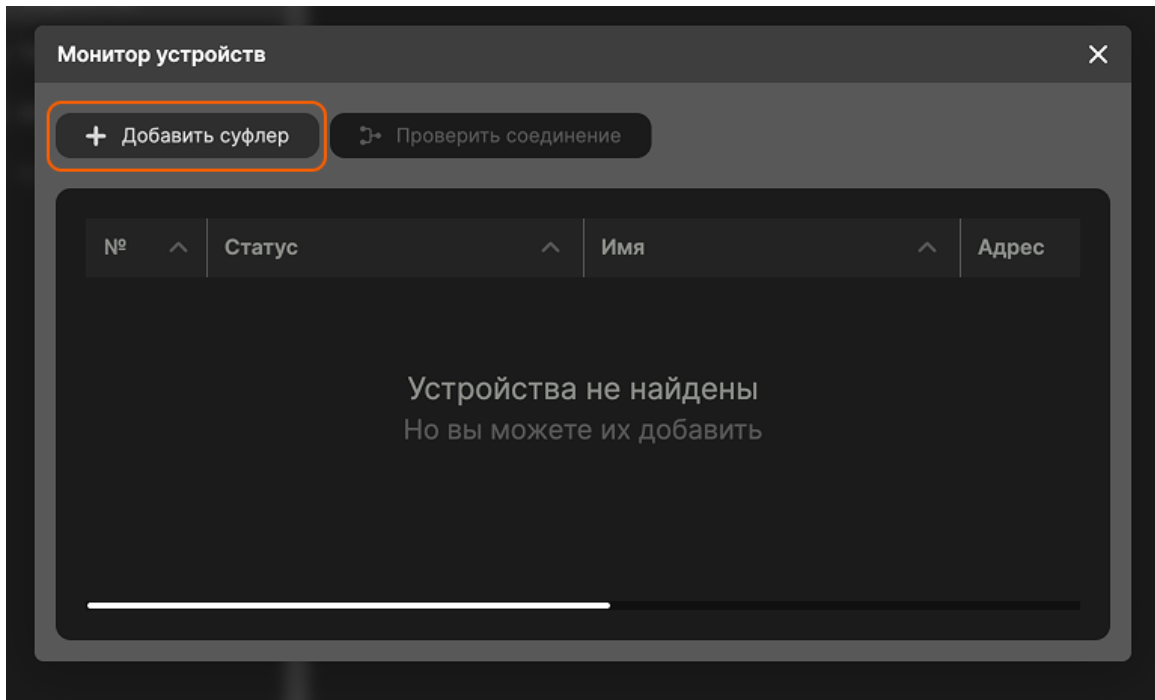 Монитор устройств
Добавить суфлер Проверить соединение
№ Статус Имя Адрес
Устройства не найдены
Но вы можете их добавить